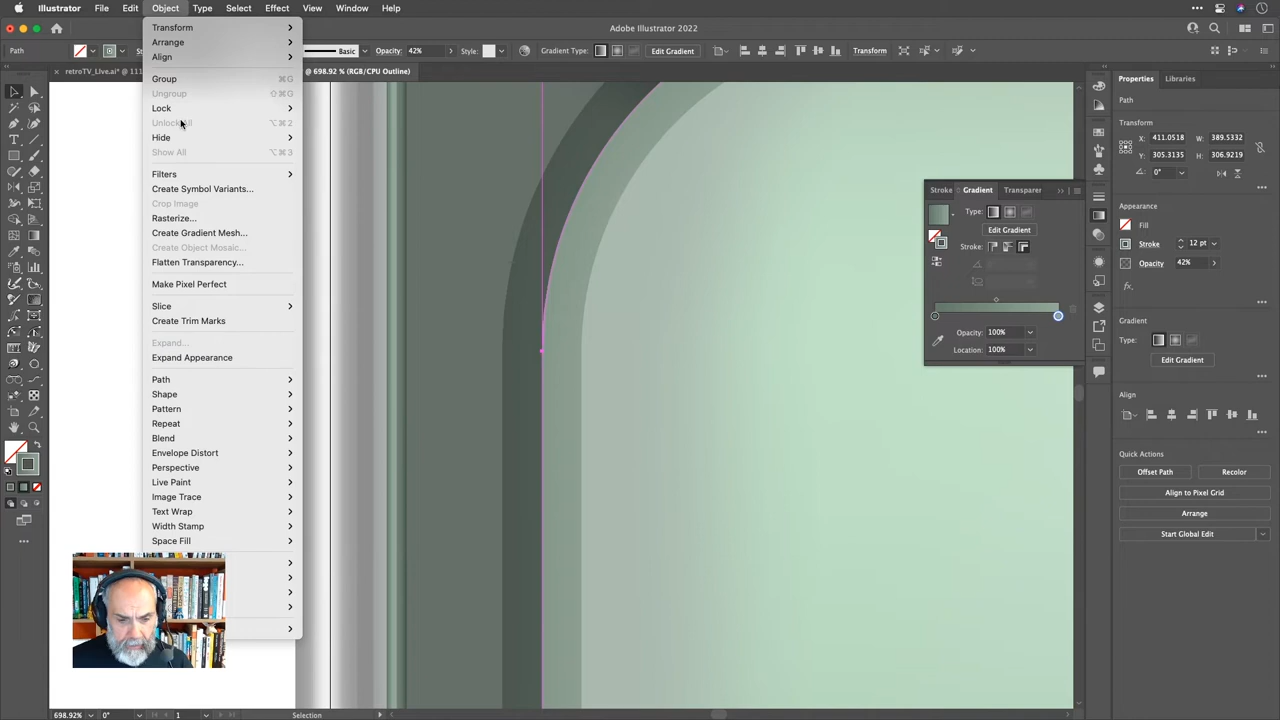 Illustrator File Edit Object Type Select Effect View Window Help
Adobe Illustrator 2022
Path Basic Opacity: 42% Style: Gradient Type: Edit Gradient Transform
retroTV_Live.ai* @ 698.92 % (RGB/CPU Outline)
Transform
Arrange
Align
Group ⌘G
Ungroup ⇧⌘G
Lock
Unlock All ⌥⌘2
Hide
Show All ⌥⌘3
Filters
Create Symbol Variants...
Crop Image
Rasterize...
Create Gradient Mesh...
Create Object Mosaic...
Flatten Transparency...
Make Pixel Perfect
Slice
Create Trim Marks
Expand...
Expand Appearance
Path
Shape
Pattern
Repeat
Blend
Envelope Distort
Perspective
Live Paint
Image Trace
Text Wrap
Width Stamp
Space Fill
Stroke Gradient Transparer
Type:
Edit Gradient
Stroke:
Opacity: 100%
Location: 100%
Properties Libraries
Path
Transform
X: 411.0518 W: 389.5332
Y: 305.3135 H: 306.9219
0°
Appearance
Fill
Stroke 12 pt
Opacity 42%
fx.
Gradient
Type:
Edit Gradient
Align
Quick Actions
Offset Path Recolor
Align to Pixel Grid
Arrange
Start Global Edit
698.92% 0° 1 Selection